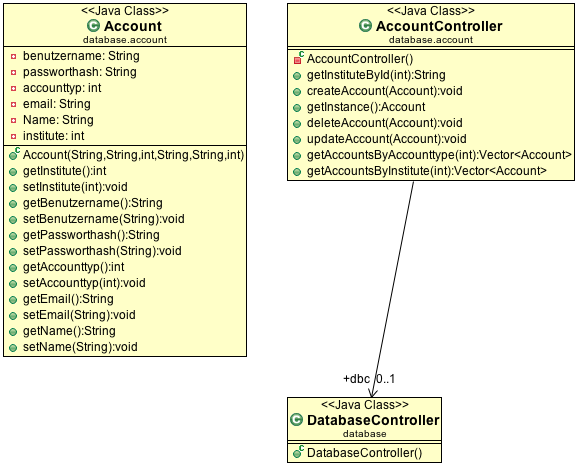 <<Java Class>>
Account
database.account
benutzername: String
passworthash: String
accounttyp: int
email: String
Name: String
institute: int
Account(String,String,int,String,String,int)
getInstitute():int
setInstitute(int):void
getBenutzername():String
setBenutzername(String):void
getPassworthash():String
setPassworthash(String):void
getAccounttyp():int
setAccounttyp(int):void
getEmail():String
setEmail(String):void
getName():String
setName(String):void
<<Java Class>>
AccountController
database.account
AccountController()
getInstituteById(int):String
createAccount(Account):void
getInstance():Account
deleteAccount(Account):void
updateAccount(Account):void
getAccountsByAccounttype(int):Vector<Account>
getAccountsByInstitute(int):Vector<Account>
+dbc 0..1
<<Java Class>>
DatabaseController
database
DatabaseController()